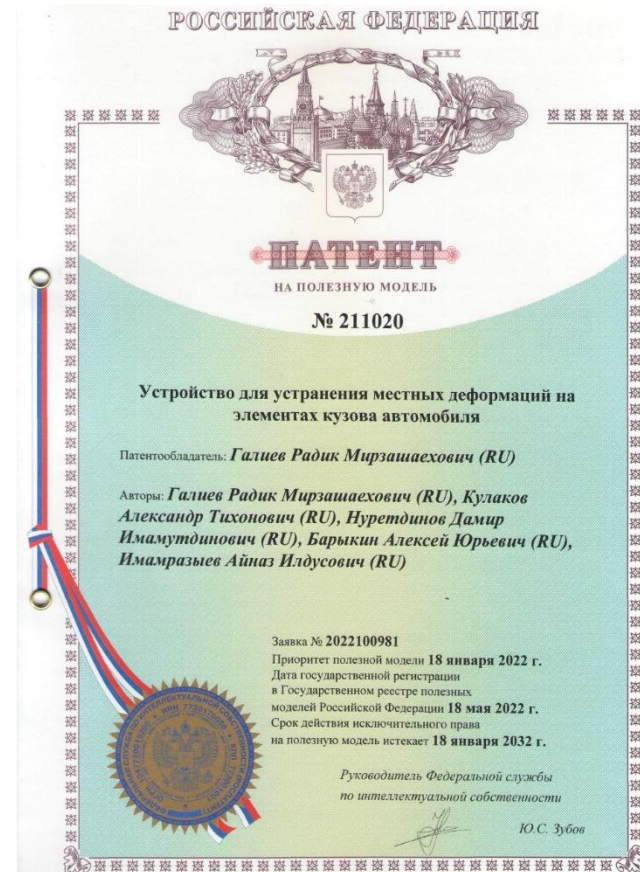 РОССИЙСКАЯ ФЕДЕРАЦИЯ
ПАТЕНТ
НА ПОЛЕЗНУЮ МОДЕЛЬ
№ 211020
Устройство для устранения местных деформаций на
элементах кузова автомобиля
Патентообладатель: Галиев Радик Мирзашаехович (RU)
Авторы: Галиев Радик Мирзашаехович (RU), Кулаков
Александр Тихонович (RU), Нуретдинов Дамир
Имамутдинович (RU), Барыкин Алексей Юрьевич (RU),
Имамразыев Айназ Илдусович (RU)
Заявка № 2022100981
Приоритет полезной модели 18 января 2022 г.
Дата государственной регистрации
в Государственном реестре полезных
моделей Российской Федерации 18 мая 2022 г.
Срок действия исключительного права
на полезную модель истекает 18 января 2032 г.
Руководитель Федеральной службы
по интеллектуальной собственности
Ю.С. Зубов